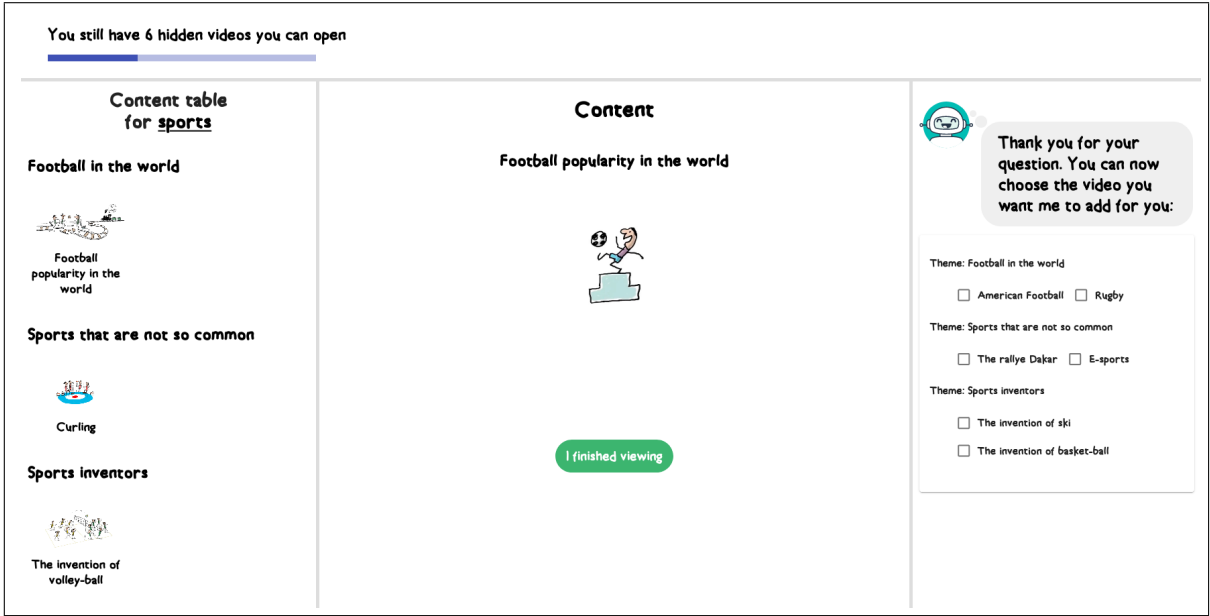 You still have 6 hidden videos you can open
Content table
for sports
Football in the world
Football
popularity in the
world
Sports that are not so common
Curling
Sports inventors
The invention of
volley-ball
Content
Football popularity in the world
I finished viewing
Thank you for your
question. You can now
choose the video you
want me to add for you:
Theme: Football in the world
American Football Rugby
Theme: Sports that are not so common
The rallye Dakar E-sports
Theme: Sports inventors
The invention of ski
The invention of basket-ball